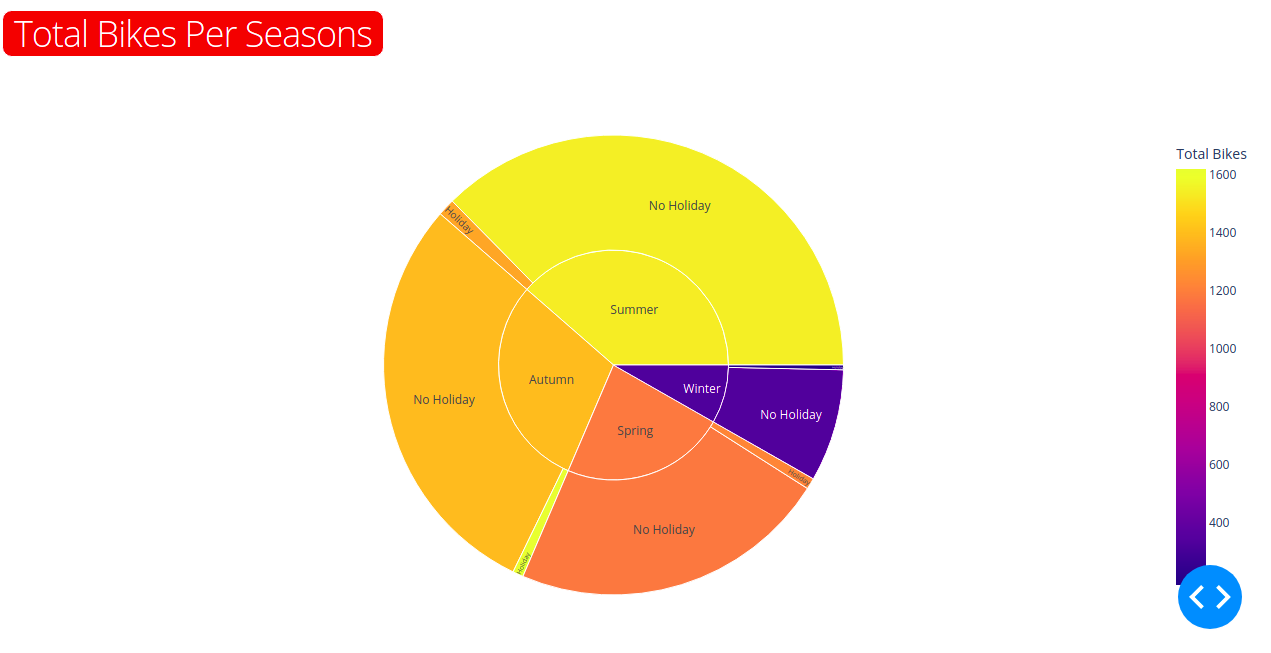 Total Bikes Per Seasons
Total Bikes
1600
1400
1200
1000
800
600
400
No Holiday
Holiday
Summer
Autumn
No Holiday
Winter
No Holiday
Spring
Holiday
No Holiday
Holiday